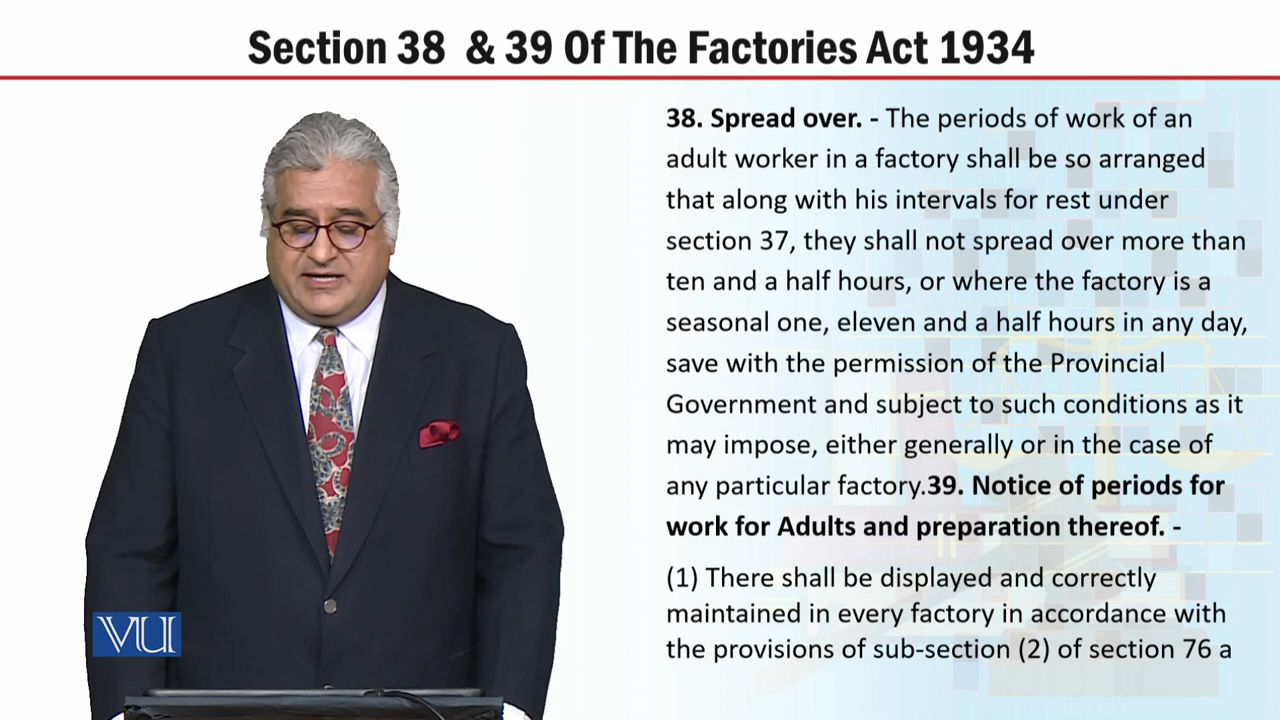 Section 38 & 39 Of The Factories Act 1934
38. Spread over. - The periods of work of an
adult worker in a factory shall be so arranged
that along with his intervals for rest under
section 37, they shall not spread over more than
ten and a half hours, or where the factory is a
seasonal one, eleven and a half hours in any day,
save with the permission of the Provincial
Government and subject to such conditions as it
may impose, either generally or in the case of
any particular factory.39. Notice of periods for
work for Adults and preparation thereof. -
(1) There shall be displayed and correctly
maintained in every factory in accordance with
the provisions of sub-section (2) of section 76 a
VU